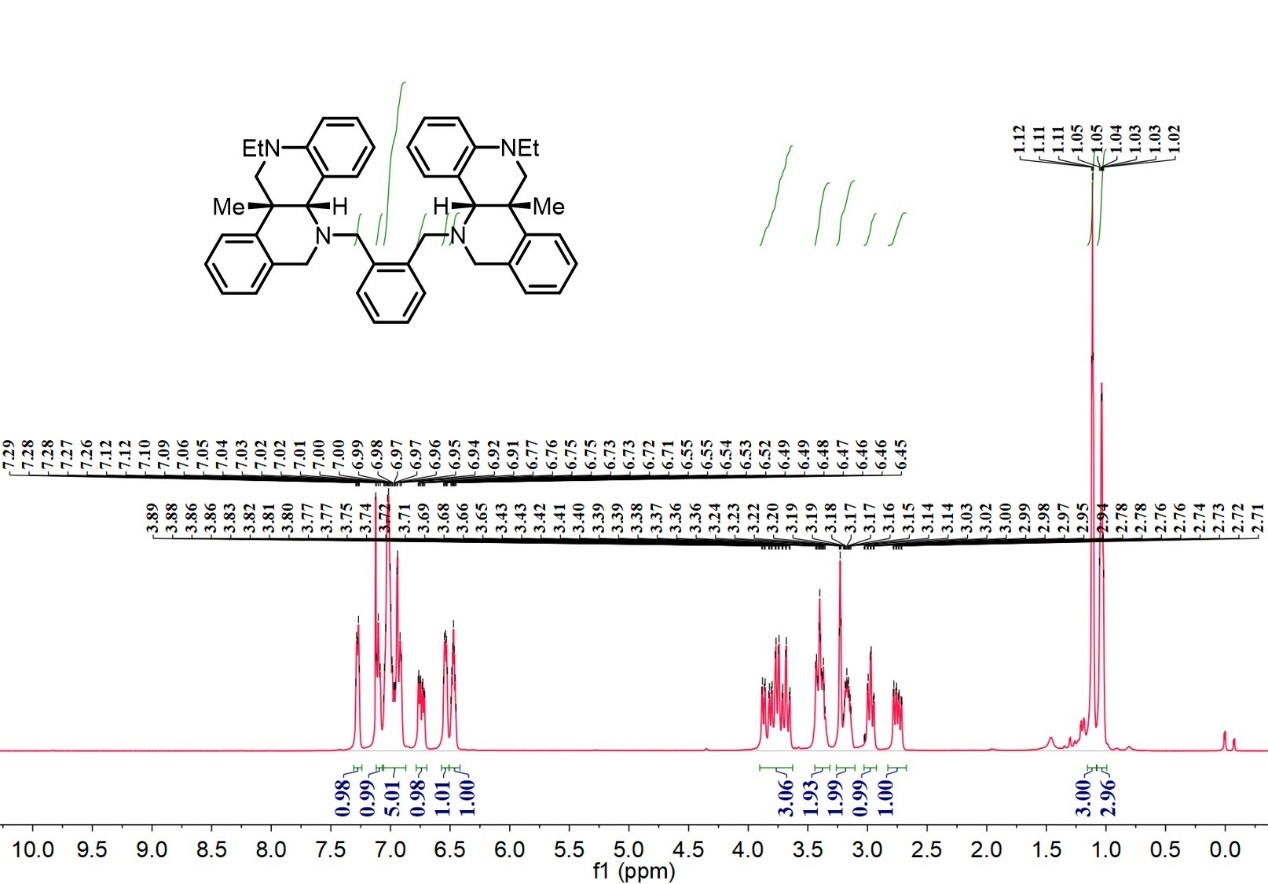 1.12 1.11 1.11 1.05 1.05 1.04 1.03 1.03 1.02
EtN NEt
Me H H Me
N N
7.29 7.28 7.28 7.27 7.26 7.12 7.12 7.10 7.09 7.06 7.05 7.04 7.03 7.02 7.02 7.01 7.00 7.00 6.99 6.98 6.97 6.97 6.96 6.95 6.94 6.92 6.91 6.77 6.76 6.75 6.75 6.73 6.73 6.72 6.71 6.55 6.55 6.54 6.53 6.52 6.49 6.49 6.48 6.47 6.46 6.46 6.45
3.89 3.88 3.86 3.86 3.83 3.82 3.81 3.80 3.77 3.77 3.75 3.74 3.72 3.71 3.69 3.68 3.66 3.65 3.43 3.43 3.42 3.41 3.40 3.39 3.39 3.38 3.37 3.36 3.36 3.24 3.23 3.22 3.20 3.19 3.19 3.18 3.17 3.17 3.16 3.15 3.14 3.14 3.03 3.02 3.00 2.99 2.98 2.97 2.95 2.94 2.78 2.78 2.76 2.76 2.74 2.73 2.72 2.71
0.98 0.99 5.01 0.98 1.01 1.00 3.06 1.93 1.99 0.99 1.00 3.00 2.96
10.0 9.5 9.0 8.5 8.0 7.5 7.0 6.5 6.0 5.5 5.0 4.5 4.0 3.5 3.0 2.5 2.0 1.5 1.0 0.5 0.0
f1 (ppm)